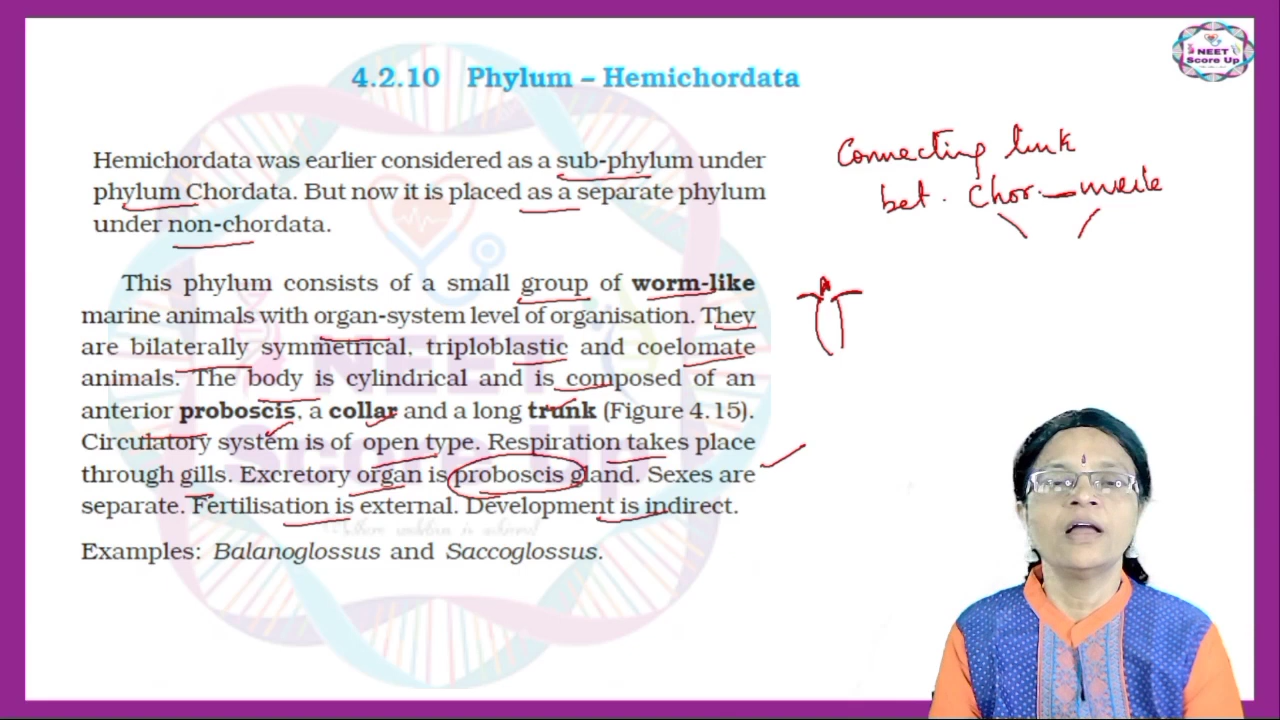 NEET
Score Up
4.2.10 Phylum – Hemichordata
Hemichordata was earlier considered as a sub-phylum under
phylum Chordata. But now it is placed as a separate phylum
under non-chordata.
This phylum consists of a small group of worm-like
marine animals with organ-system level of organisation. They
are bilaterally symmetrical, triploblastic and coelomate
animals. The body is cylindrical and is composed of an
anterior proboscis, a collar and a long trunk (Figure 4.15).
Circulatory system is of open type. Respiration takes place
through gills. Excretory organ is proboscis gland. Sexes are
separate. Fertilisation is external. Development is indirect.
Examples: Balanoglossus and Saccoglossus.
Connecting link
bet. Chor.
NEET
SCORE UP